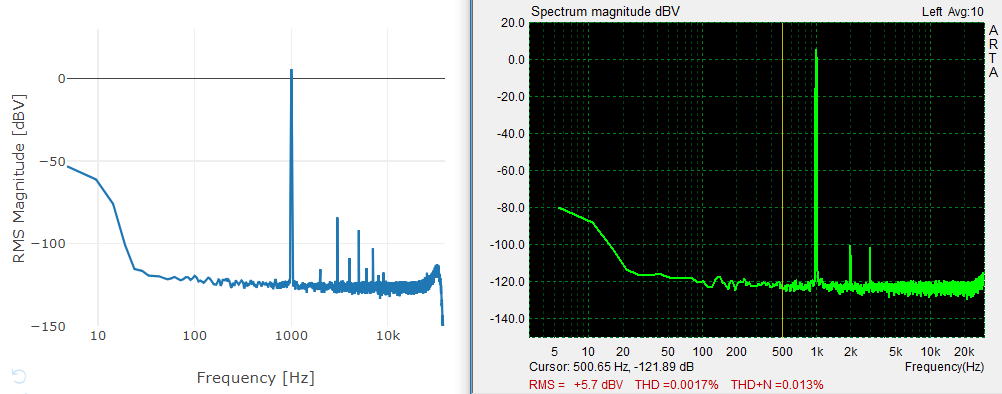 0
−50
−100
−150
RMS Magnitude [dBV]
10
100
1000
10k
Frequency [Hz]
Spectrum magnitude dBV
Left Avg:10
20.0
0.0
-20.0
-40.0
-60.0
-80.0
-100.0
-120.0
-140.0
A
R
T
A
5
10
20
50
100
200
500
1k
2k
5k
10k
20k
Cursor: 500.65 Hz, -121.89 dB
Frequency(Hz)
RMS = +5.7 dBV THD =0.0017% THD+N =0.013%